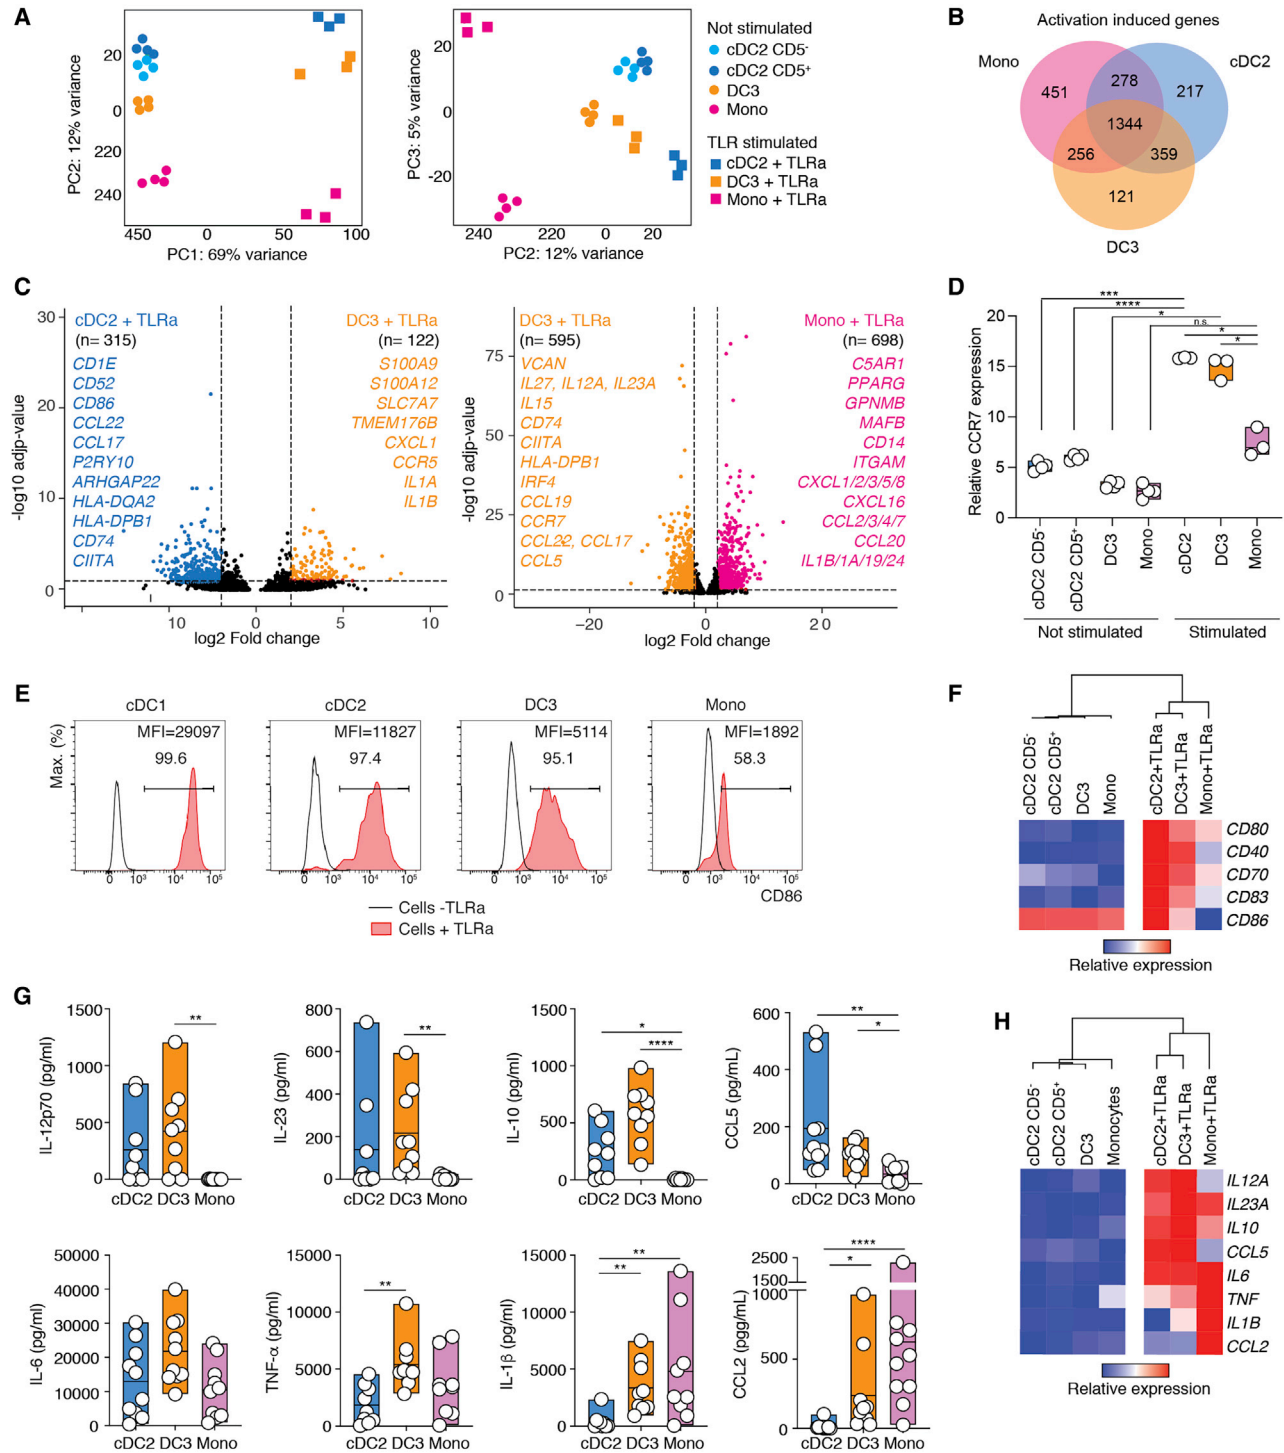 A
PC2: 12% variance
20
0
220
240
450
0
50
100
PC1: 69% variance
PC3: 5% variance
20
0
-20
240
220
0
20
PC2: 12% variance
Not stimulated
cDC2 CD5-
cDC2 CD5+
DC3
Mono
TLR stimulated
cDC2 + TLRa
DC3 + TLRa
Mono + TLRa
B
Activation induced genes
Mono
cDC2
451
278
217
1344
256
359
121
DC3
C
-log10 adjp-value
30
20
10
0
cDC2 + TLRa
(n= 315)
CD1E
CD52
CD86
CCL22
CCL17
P2RY10
ARHGAP22
HLA-DQA2
HLA-DPB1
CD74
CIITA
DC3 + TLRa
(n= 122)
S100A9
S100A12
SLC7A7
TMEM176B
CXCL1
CCR5
IL1A
IL1B
10
0
5
10
log2 Fold change
-log10 adjp-value
75
50
25
0
DC3 + TLRa
(n= 595)
VCAN
IL27, IL12A, IL23A
IL15
CD74
CIITA
HLA-DPB1
IRF4
CCL19
CCR7
CCL22, CCL17
CCL5
Mono + TLRa
(n= 698)
C5AR1
PPARG
GPNMB
MAFB
CD14
ITGAM
CXCL1/2/3/5/8
CXCL16
CCL2/3/4/7
CCL20
IL1B/1A/19/24
−20
0
20
log2 Fold change
D
***
****
*
n.s.
*
*
Relative CCR7 expression
20
15
10
5
0
cDC2 CD5-
cDC2 CD5+
DC3
Mono
cDC2
DC3
Mono
Not stimulated
Stimulated
E
Max. (%)
cDC1
MFI=29097
99.6
0 10³ 10⁴ 10⁵
cDC2
MFI=11827
97.4
0 10³ 10⁴ 10⁵
DC3
MFI=5114
95.1
0 10³ 10⁴ 10⁵
Mono
MFI=1892
58.3
0 10³ 10⁴ 10⁵
CD86
Cells -TLRa
Cells + TLRa
F
cDC2 CD5-
cDC2 CD5+
DC3
Mono
cDC2+TLRa
DC3+TLRa
Mono+TLRa
CD80
CD40
CD70
CD83
CD86
Relative expression
G
IL-12p70 (pg/ml)
1500
1000
500
0
**
cDC2 DC3 Mono
IL-23 (pg/ml)
800
600
400
200
0
**
cDC2 DC3 Mono
IL-10 (pg/ml)
1500
1000
500
0
*
****
cDC2 DC3 Mono
CCL5 (pg/mL)
600
400
200
0
**
*
cDC2 DC3 Mono
IL-6 (pg/ml)
50000
40000
30000
20000
10000
0
cDC2 DC3 Mono
TNF-α (pg/ml)
15000
10000
5000
0
**
cDC2 DC3 Mono
IL-1β (pg/ml)
15000
10000
5000
0
**
**
cDC2 DC3 Mono
CCL2 (pgg/mL)
2500
1500
1000
500
0
****
*
cDC2 DC3 Mono
H
cDC2 CD5-
cDC2 CD5+
DC3
Monocytes
cDC2+TLRa
DC3+TLRa
Mono+TLRa
IL12A
IL23A
IL10
CCL5
IL6
TNF
IL1B
CCL2
Relative expression